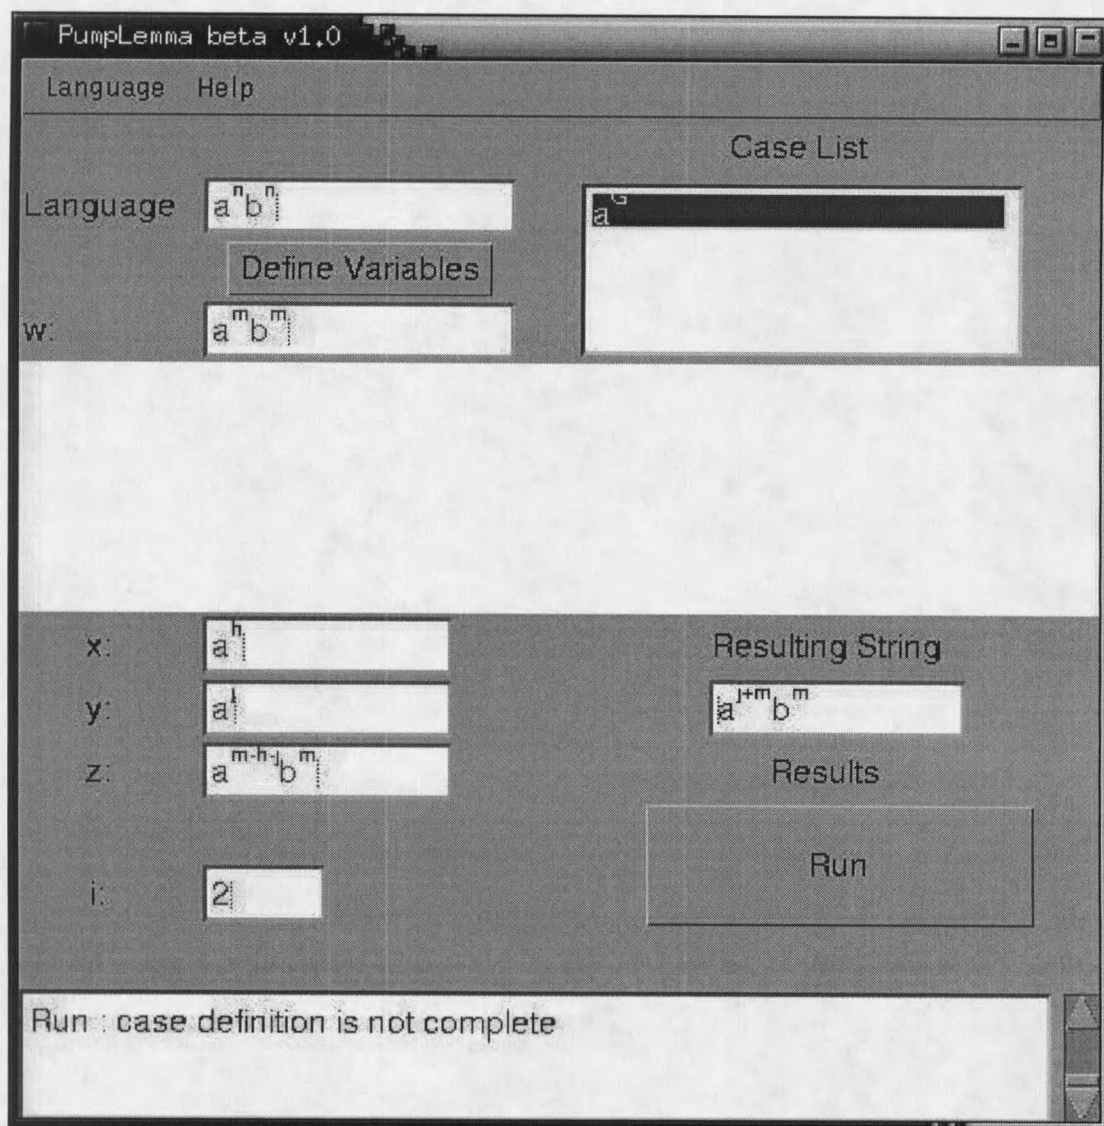 PumpLemma beta v1.0
Language Help
Case List
Language aⁿbⁿ
a^G
Define Variables
w: a^m b^m
x: a^h
Resulting String
y: a^j
a^j+m b^m
z: a^m-h-j b^m
Results
Run
i: 2
Run : case definition is not complete